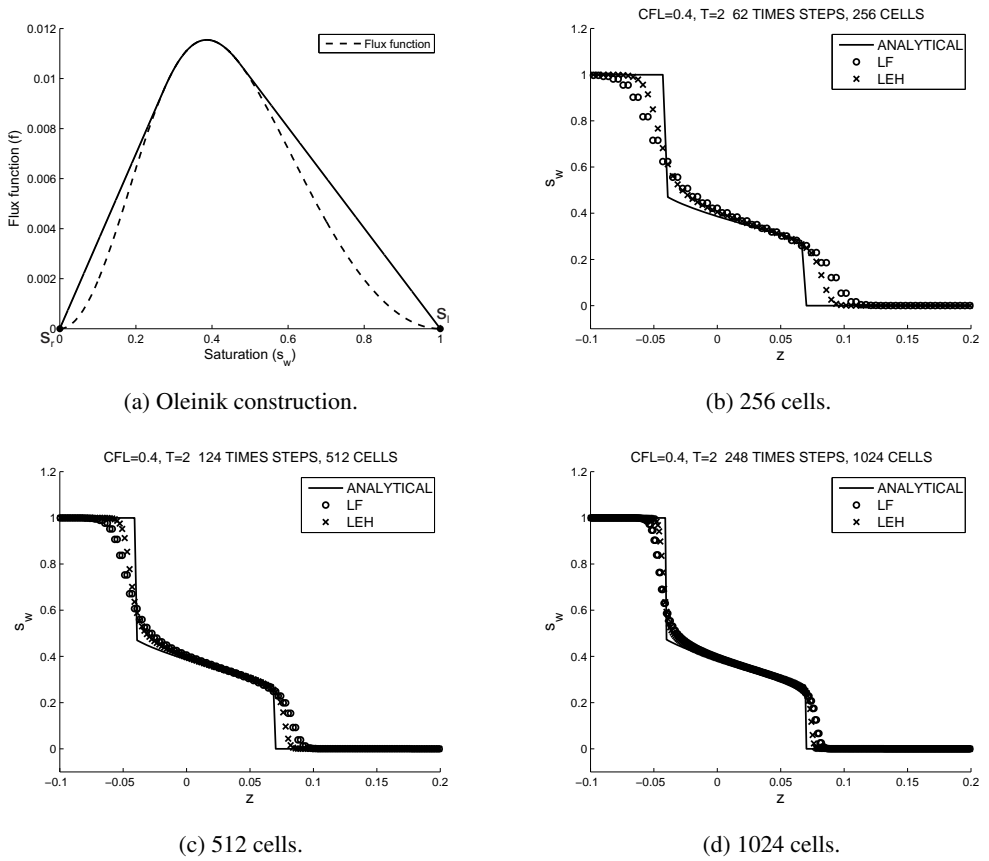 0.012
0.01
0.008
0.006
0.004
0.002
0
Flux function (f)
Flux function
S_r
S_l
0 0.2 0.4 0.6 0.8 1
Saturation (s_w)
(a) Oleinik construction.
CFL=0.4, T=2 62 TIMES STEPS, 256 CELLS
1.2
1
0.8
0.6
0.4
0.2
0
s_w
ANALYTICAL
LF
LEH
−0.1 −0.05 0 0.05 0.1 0.15 0.2
z
(b) 256 cells.
CFL=0.4, T=2 124 TIMES STEPS, 512 CELLS
1.2
1
0.8
0.6
0.4
0.2
0
s_w
ANALYTICAL
LF
LEH
−0.1 −0.05 0 0.05 0.1 0.15 0.2
z
(c) 512 cells.
CFL=0.4, T=2 248 TIMES STEPS, 1024 CELLS
1.2
1
0.8
0.6
0.4
0.2
0
s_w
ANALYTICAL
LF
LEH
−0.1 −0.05 0 0.05 0.1 0.15 0.2
z
(d) 1024 cells.